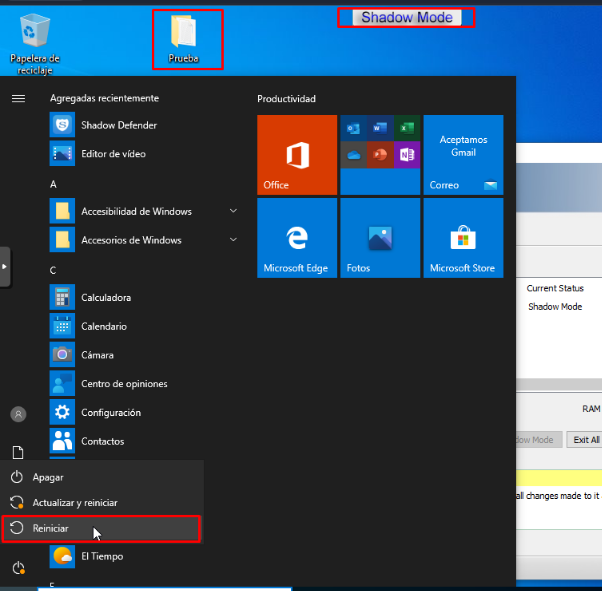 Shadow Mode
Papelera de
reciclaje
Prueba
Agregadas recientemente
Shadow Defender
Editor de vídeo
A
Accesibilidad de Windows
Accesorios de Windows
C
Calculadora
Calendario
Cámara
Centro de opiniones
Configuración
Contactos
Apagar
Actualizar y reiniciar
Reiniciar
El Tiempo
Productividad
Office
Aceptamos
Gmail
Correo
Microsoft Edge
Fotos
Microsoft Store
Current Status
Shadow Mode
RAM
Mode
Exit All
all changes made to it